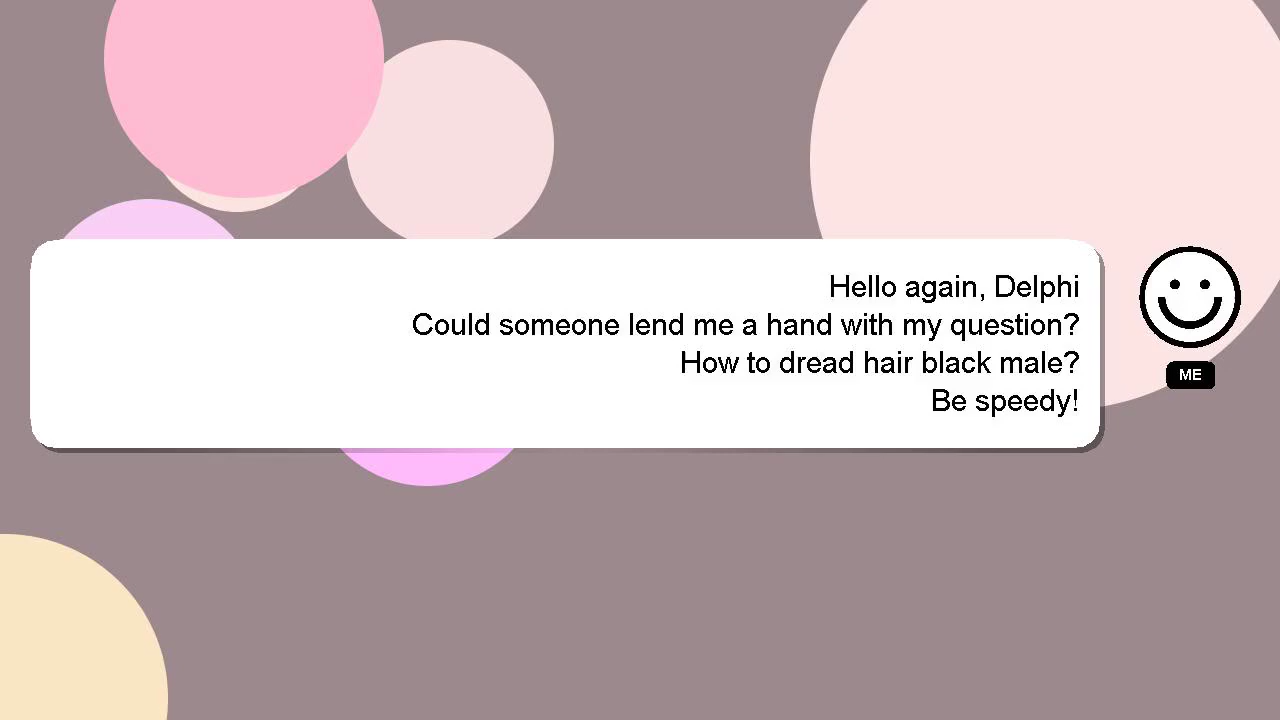 Hello again, Delphi
Could someone lend me a hand with my question?
How to dread hair black male?
Be speedy!
ME